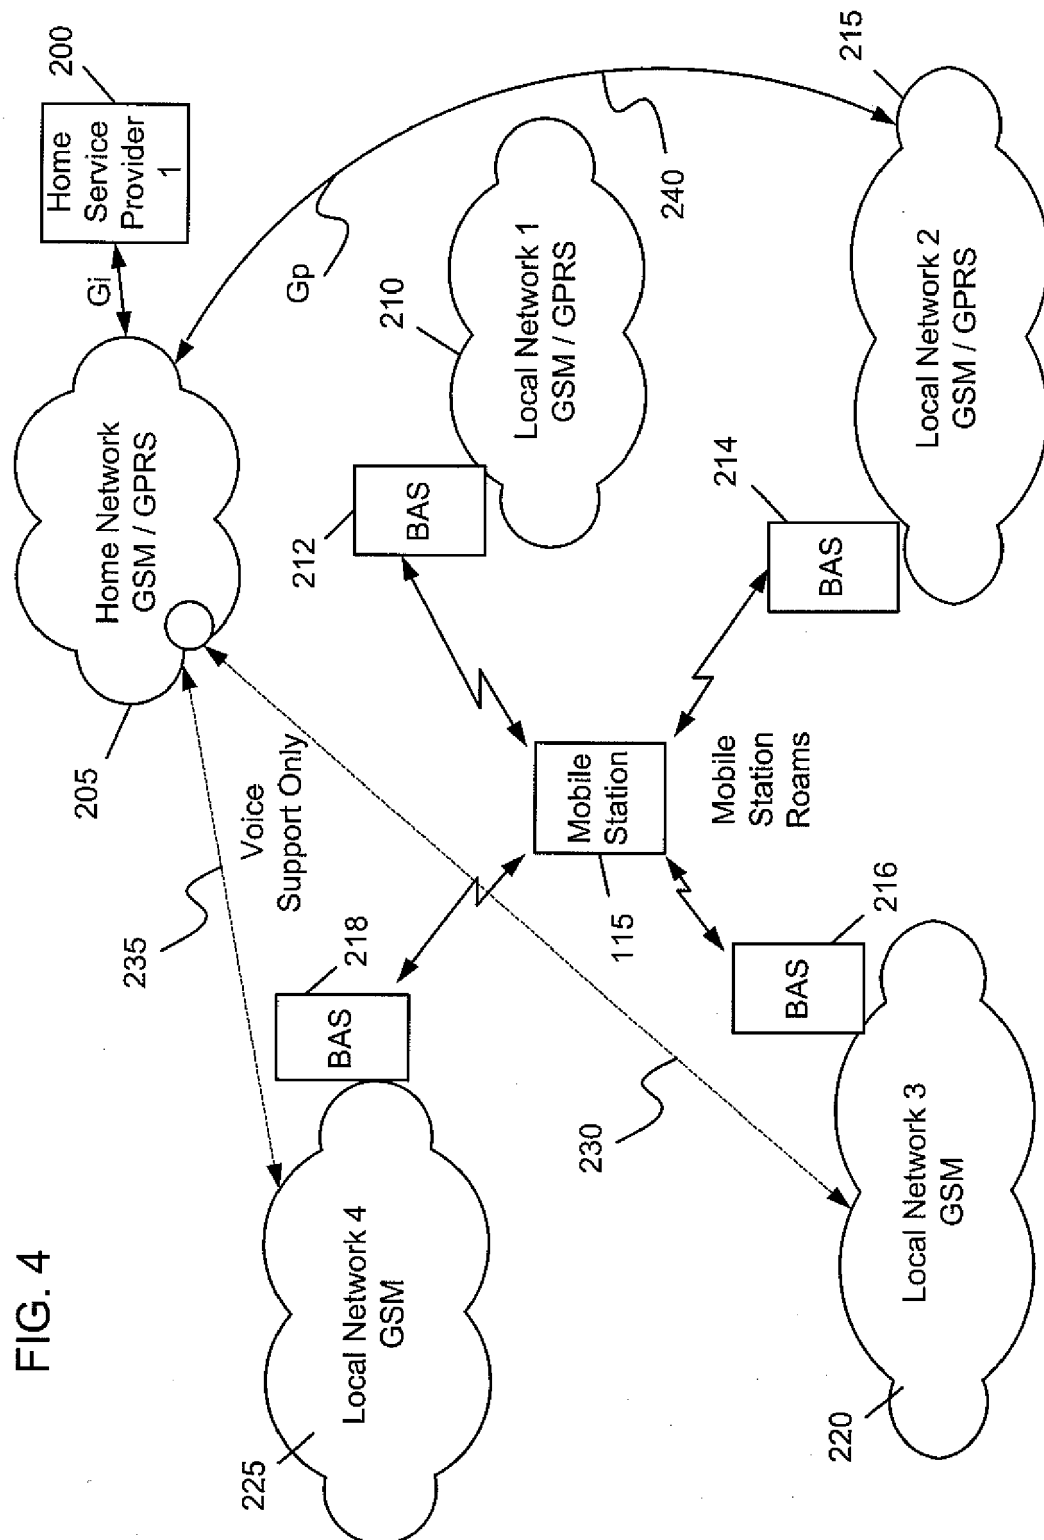 FIG. 4
Local Network 4
GSM
225
BAS
218
235
Voice
Support Only
205
Home Network
GSM / GPRS
Gi
Home
Service
Provider
1
200
Gp
240
230
115
Mobile
Station
Mobile
Station
Roams
212
BAS
210
Local Network 1
GSM / GPRS
220
Local Network 3
GSM
BAS
216
BAS
214
Local Network 2
GSM / GPRS
215